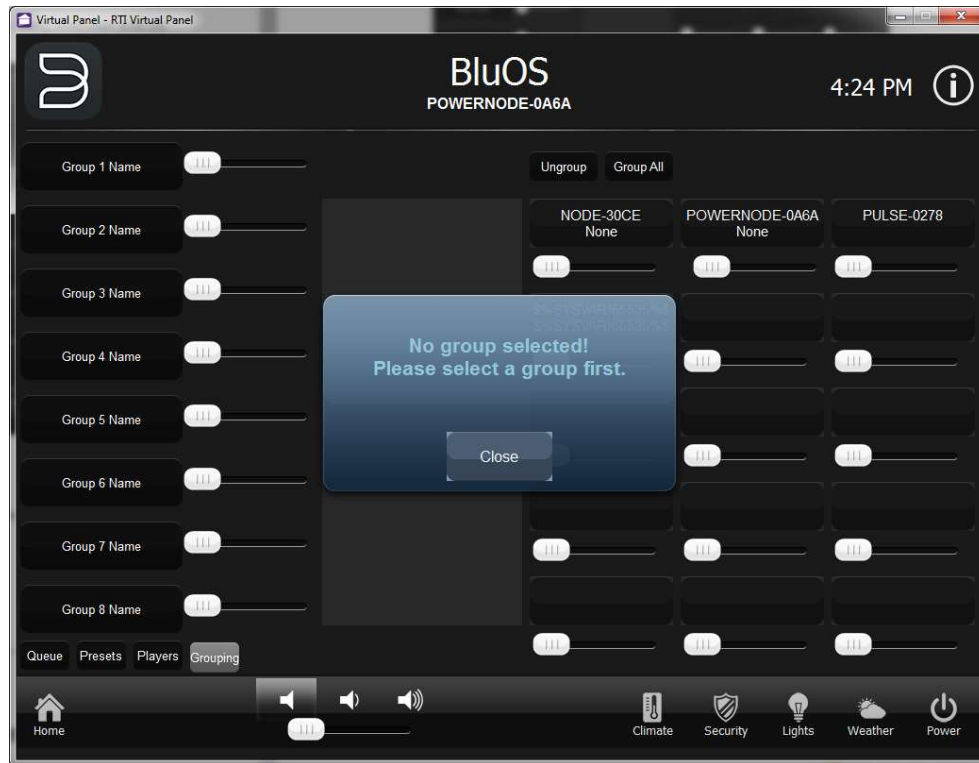 Virtual Panel - RTI Virtual Panel
BluOS
POWERNODE-0A6A
4:24 PM
Group 1 Name
Ungroup Group All
NODE-30CE POWERNODE-0A6A PULSE-0278
None None
Group 2 Name
Group 3 Name
No group selected!
Please select a group first.
Group 4 Name
Group 5 Name
Close
Group 6 Name
Group 7 Name
Group 8 Name
Queue Presets Players Grouping
Home Climate Security Lights Weather Power